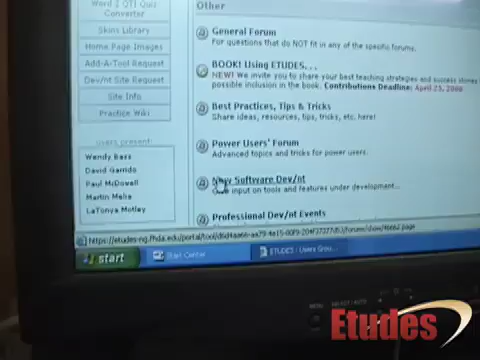 Word 2 QTI Quiz
Converter
Skins Library
Home Page Images
Add-A-Tool Request
Dev/nt Site Request
Site Info
Practice Wiki
users present:
Wendy Bass
David Garrido
Paul McDowall
Martin Melia
LaTonya Motley
Other
General Forum
For questions that do NOT fit in any of the specific forums.
BOOK! Using ETUDES...
NEW! We invite you to share your best teaching strategies and success stories
possible inclusion in the book. Contributions Deadline: April 25, 2008
Best Practices, Tips & Tricks
Share ideas, resources, tips, tricks, etc. here!
Power Users' Forum
Advanced topics and tricks for power users.
New Software Dev/nt
input on tools and features under development...
Professional Dev/nt Events
start
Start Center
ETUDES - Users Grou...
MENU
Etudes